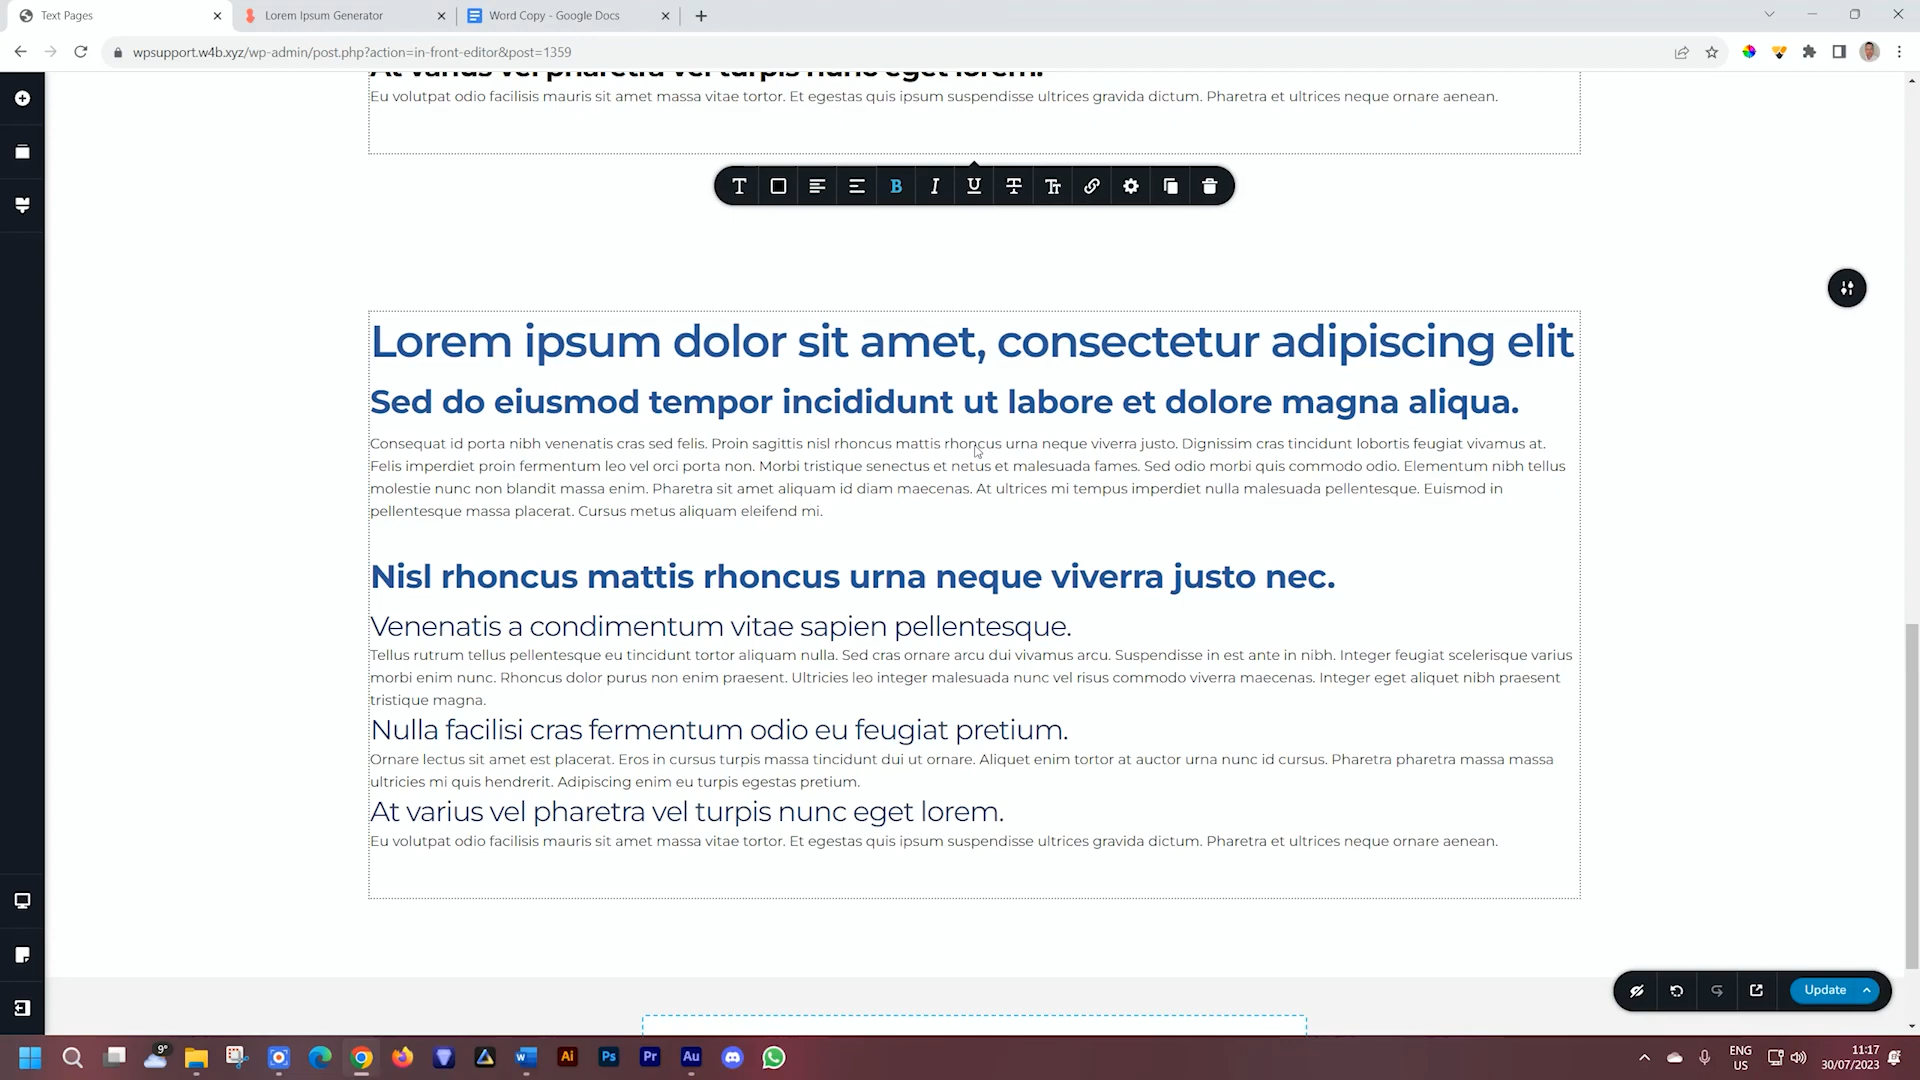 Text Pages
Lorem Ipsum Generator
Word Copy - Google Docs
wpsupport.w4b.xyz/wp-admin/post.php?action=in-front-editor&post=1359
At varius vel pharetra vel turpis nunc eget lorem.
Eu volutpat odio facilisis mauris sit amet massa vitae tortor. Et egestas quis ipsum suspendisse ultrices gravida dictum. Pharetra et ultrices neque ornare aenean.
Lorem ipsum dolor sit amet, consectetur adipiscing elit
Sed do eiusmod tempor incididunt ut labore et dolore magna aliqua.
Consequat id porta nibh venenatis cras sed felis. Proin sagittis nisl rhoncus mattis rhoncus urna neque viverra justo. Dignissim cras tincidunt lobortis feugiat vivamus at.
Felis imperdiet proin fermentum leo vel orci porta non. Morbi tristique senectus et netus et malesuada fames. Sed odio morbi quis commodo odio. Elementum nibh tellus
molestie nunc non blandit massa enim. Pharetra sit amet aliquam id diam maecenas. At ultrices mi tempus imperdiet nulla malesuada pellentesque. Euismod in
pellentesque massa placerat. Cursus metus aliquam eleifend mi.
Nisl rhoncus mattis rhoncus urna neque viverra justo nec.
Venenatis a condimentum vitae sapien pellentesque.
Tellus rutrum tellus pellentesque eu tincidunt tortor aliquam nulla. Sed cras ornare arcu dui vivamus arcu. Suspendisse in est ante in nibh. Integer feugiat scelerisque varius
morbi enim nunc. Rhoncus dolor purus non enim praesent. Ultricies leo integer malesuada nunc vel risus commodo viverra maecenas. Integer eget aliquet nibh praesent
tristique magna.
Nulla facilisi cras fermentum odio eu feugiat pretium.
Ornare lectus sit amet est placerat. Eros in cursus turpis massa tincidunt dui ut ornare. Aliquet enim tortor at auctor urna nunc id cursus. Pharetra pharetra massa massa
ultricies mi quis hendrerit. Adipiscing enim eu turpis egestas pretium.
At varius vel pharetra vel turpis nunc eget lorem.
Eu volutpat odio facilisis mauris sit amet massa vitae tortor. Et egestas quis ipsum suspendisse ultrices gravida dictum. Pharetra et ultrices neque ornare aenean.
Update
9°
Ai
Ps
Pr
Au
ENG
US
11:17
30/07/2023